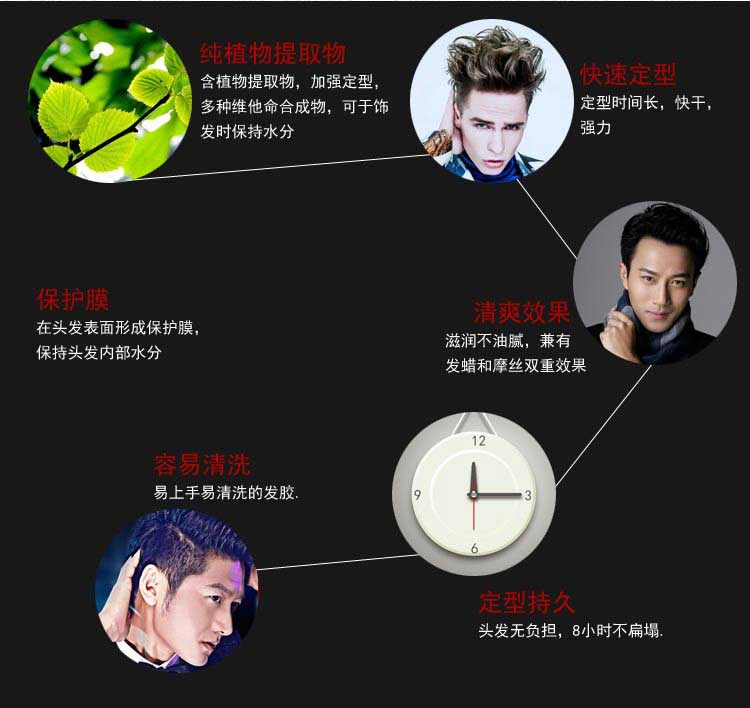 纯植物提取物
含植物提取物，加强定型，
多种维他命合成物，可于饰
发时保持水分
快速定型
定型时间长，快干，
强力
保护膜
在头发表面形成保护膜，
保持头发内部水分
清爽效果
滋润不油腻，兼有
发蜡和摩丝双重效果
容易清洗
易上手易清洗的发胶.
12
9
3
6
定型持久
头发无负担，8小时不扁塌.